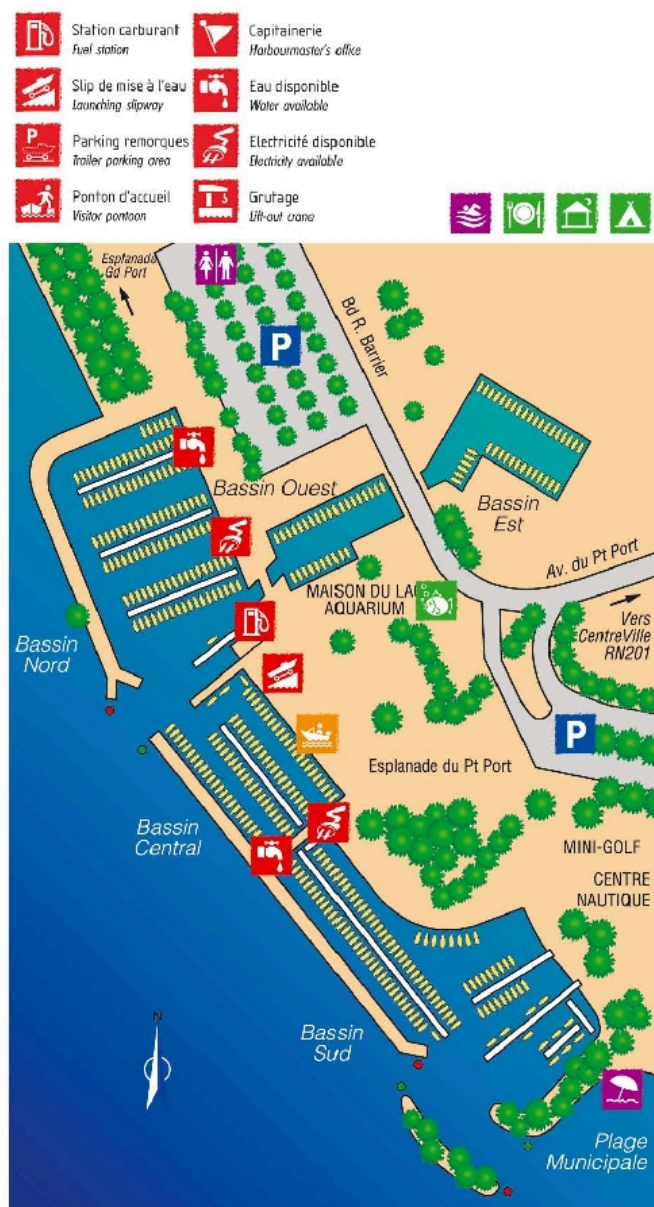 Station carburant
Fuel station
Capitainerie
Harbourmaster's office
Slip de mise à l'eau
Launching slipway
Eau disponible
Water available
P
Parking remorques
Trailer parking area
Electricité disponible
Electricity available
Ponton d'accueil
Visitor pontoon
Grutage
Lift-out crane
Esplanade
Gd Port
P
Bd R. Barrier
Bassin Ouest
Bassin
Est
Av. du Pt Port
MAISON DU LAC
AQUARIUM
Vers
CentreVille
RN201
Bassin
Nord
P
Esplanade du Pt Port
Bassin
Central
MINI-GOLF
CENTRE
NAUTIQUE
N
Bassin
Sud
Plage
Municipale